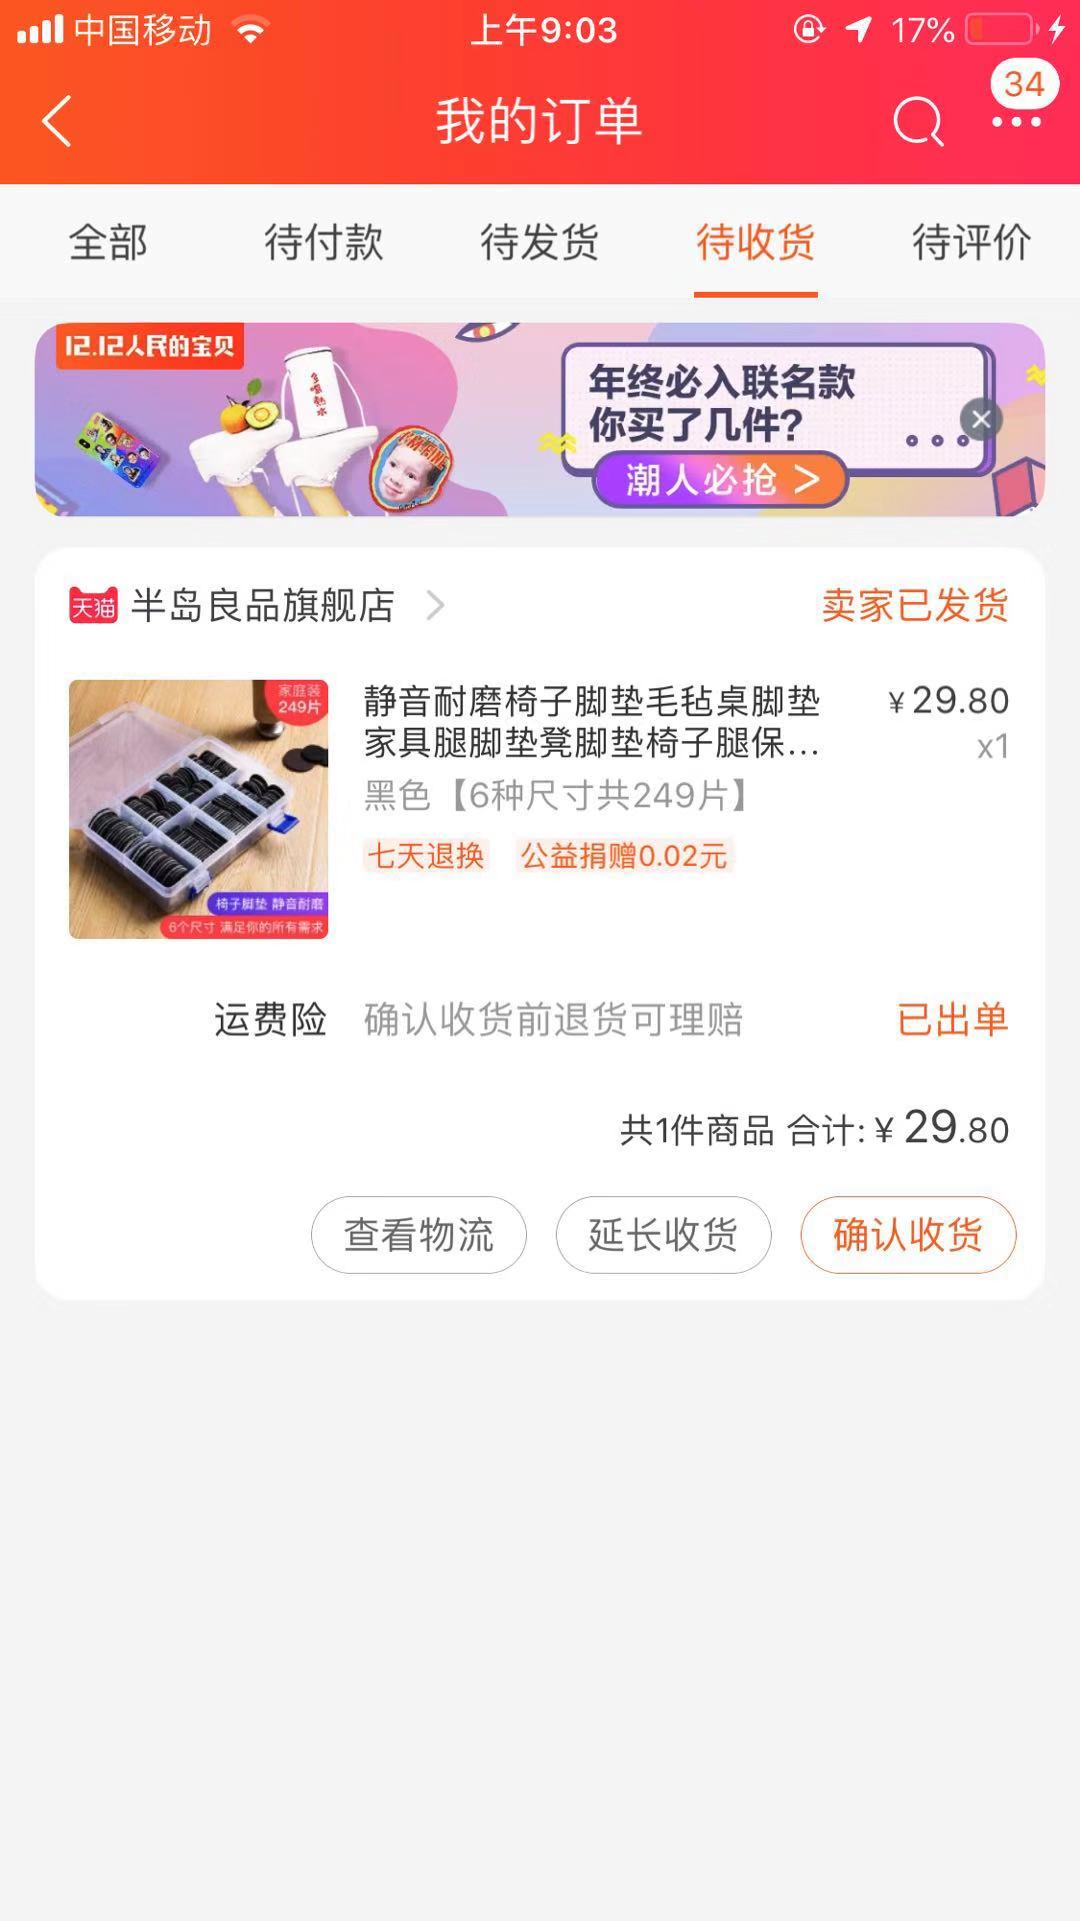 中国移动
上午9:03
17%
34
我的订单
全部
待付款
待发货
待收货
待评价
12.12人民的宝贝
多喝热水
年终必入联名款
你买了几件?
潮人必抢 >
天猫 半岛良品旗舰店
卖家已发货
家庭装
249片
椅子脚垫 静音耐磨
6个尺寸 满足你的所有需求
静音耐磨椅子脚垫毛毡桌脚垫
家具腿脚垫凳脚垫椅子腿保...
¥29.80
x1
黑色【6种尺寸共249片】
七天退换 公益捐赠0.02元
运费险 确认收货前退货可理赔 已出单
共1件商品 合计:¥29.80
查看物流
延长收货
确认收货